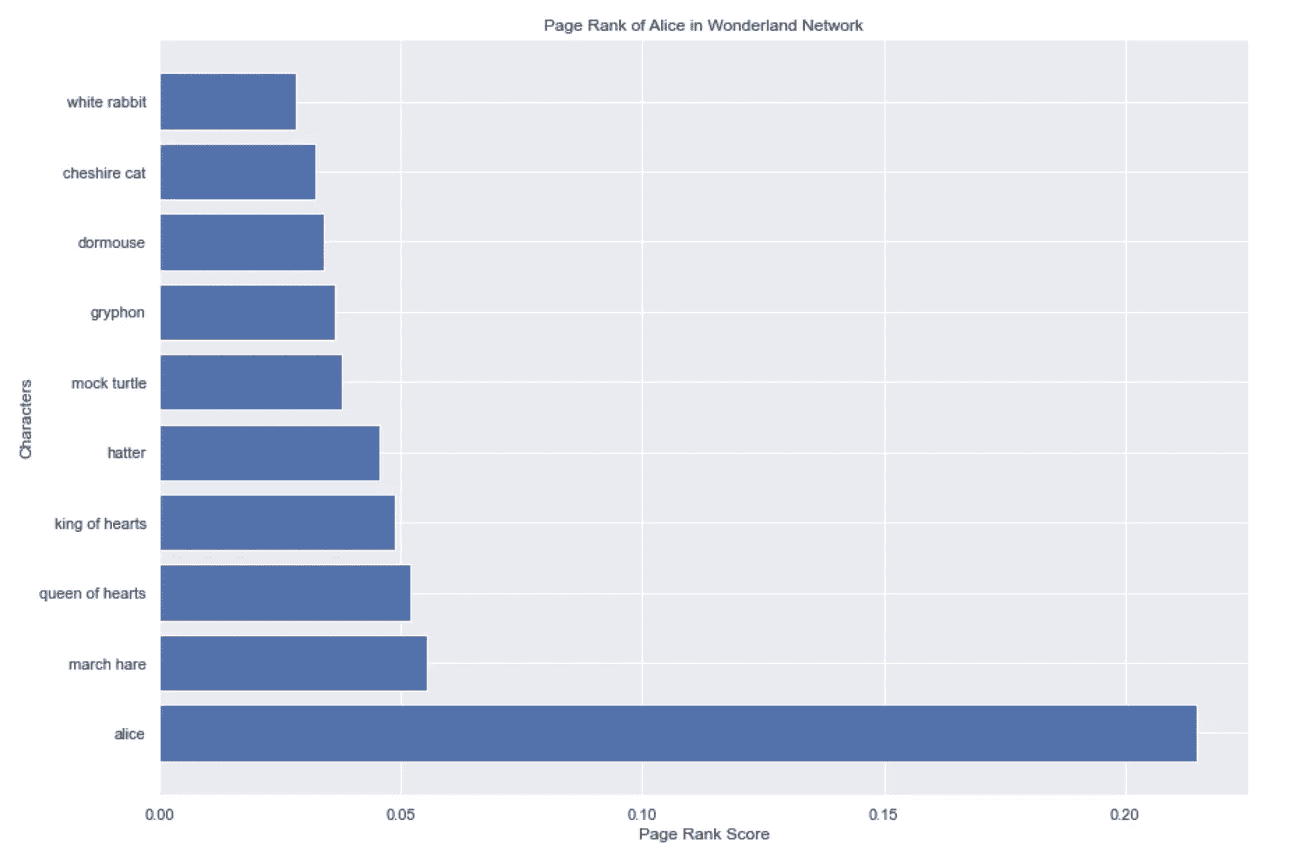 Page Rank of Alice in Wonderland Network
white rabbit
cheshire cat
dormouse
gryphon
mock turtle
hatter
king of hearts
queen of hearts
march hare
alice
Characters
0.00 0.05 0.10 0.15 0.20
Page Rank Score